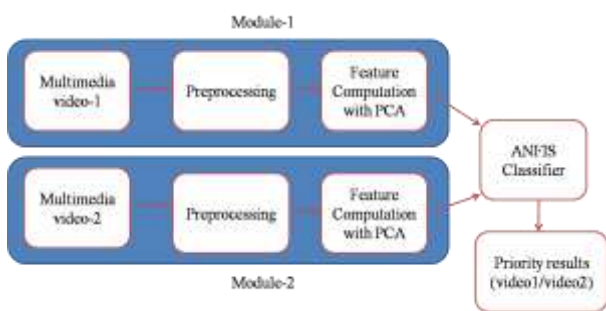 Module-1
Multimedia
video-1
Preprocessing
Feature
Computation
with PCA
ANFIS
Classifier
Multimedia
video-2
Preprocessing
Feature
Computation
with PCA
Priority results
(video1/video2)
Module-2